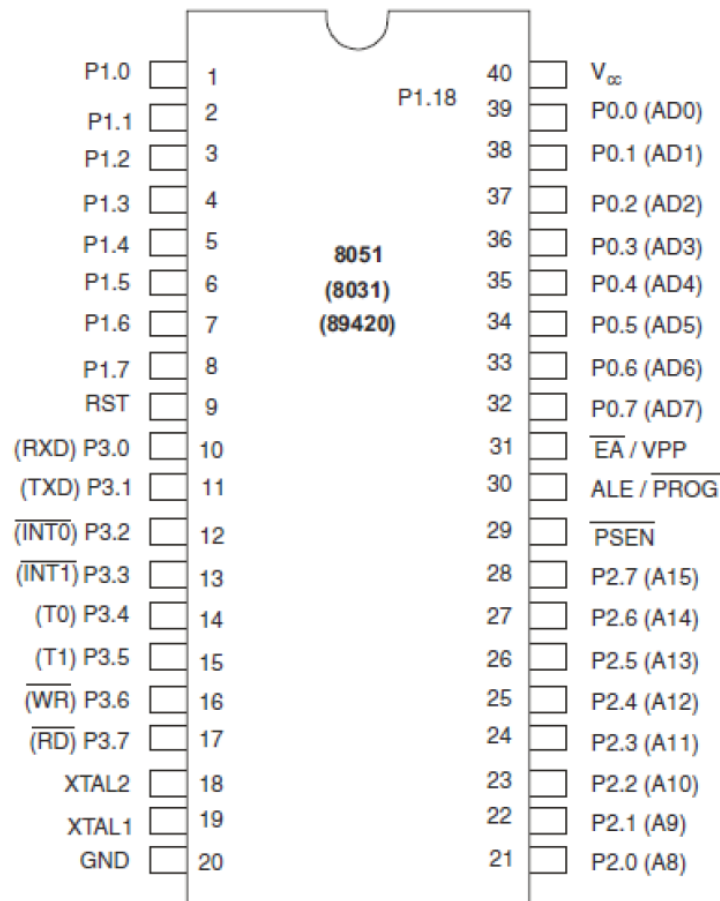 P1.0 1 40 Vcc
P1.18
P1.1 2 39 P0.0 (AD0)
P1.2 3 38 P0.1 (AD1)
P1.3 4 37 P0.2 (AD2)
P1.4 5 36 P0.3 (AD3)
8051
P1.5 6 35 P0.4 (AD4)
(8031)
P1.6 7 34 P0.5 (AD5)
(89420)
P1.7 8 33 P0.6 (AD6)
RST 9 32 P0.7 (AD7)
(RXD) P3.0 10 31 EA / VPP
(TXD) P3.1 11 30 ALE / PROG
(INT0) P3.2 12 29 PSEN
(INT1) P3.3 13 28 P2.7 (A15)
(T0) P3.4 14 27 P2.6 (A14)
(T1) P3.5 15 26 P2.5 (A13)
(WR) P3.6 16 25 P2.4 (A12)
(RD) P3.7 17 24 P2.3 (A11)
XTAL2 18 23 P2.2 (A10)
XTAL1 19 22 P2.1 (A9)
GND 20 21 P2.0 (A8)